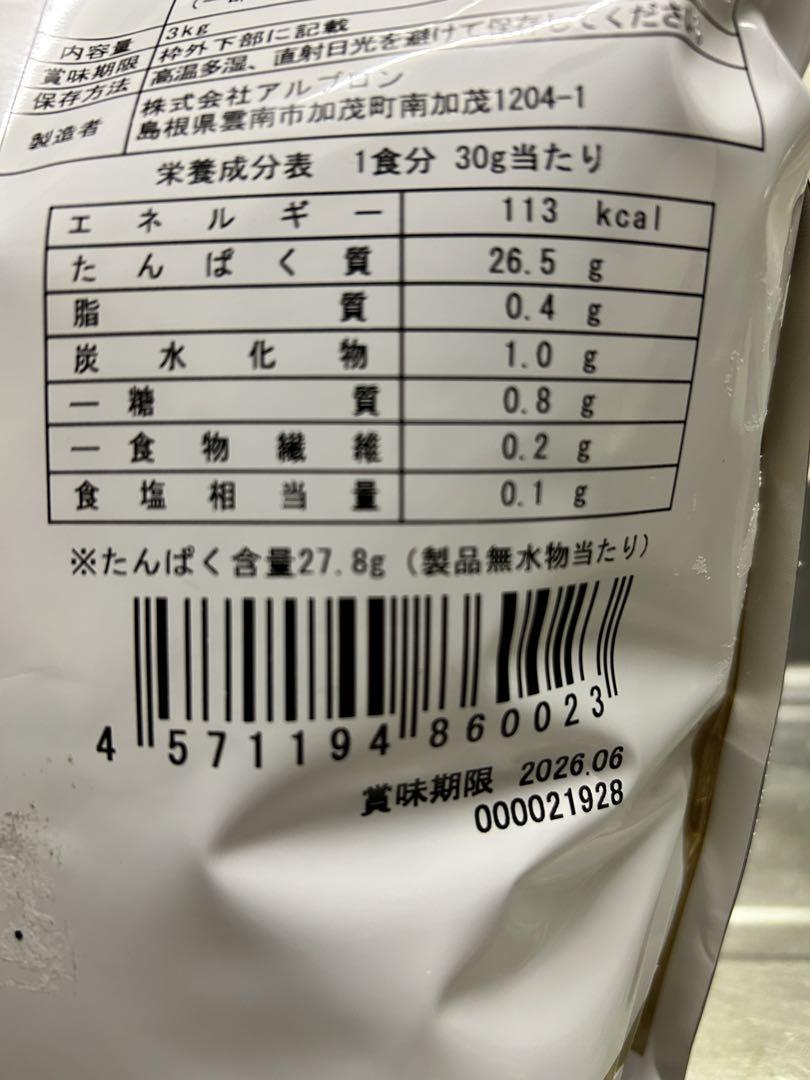 内容量 3kg
賞味期限 枠外下部に記載
保存方法 高温多湿、直射日光を避けて保存してください。
製造者 株式会社アルプロン
島根県雲南市加茂町南加茂1204-1
栄養成分表 1食分 30g当たり
エネルギー 113 kcal
たんぱく質 26.5 g
脂質 0.4 g
炭水化物 1.0 g
－糖質 0.8 g
－食物繊維 0.2 g
食塩相当量 0.1 g
※たんぱく含量27.8g（製品無水物当たり）
4 571194 860023
賞味期限 2026.06
000021928